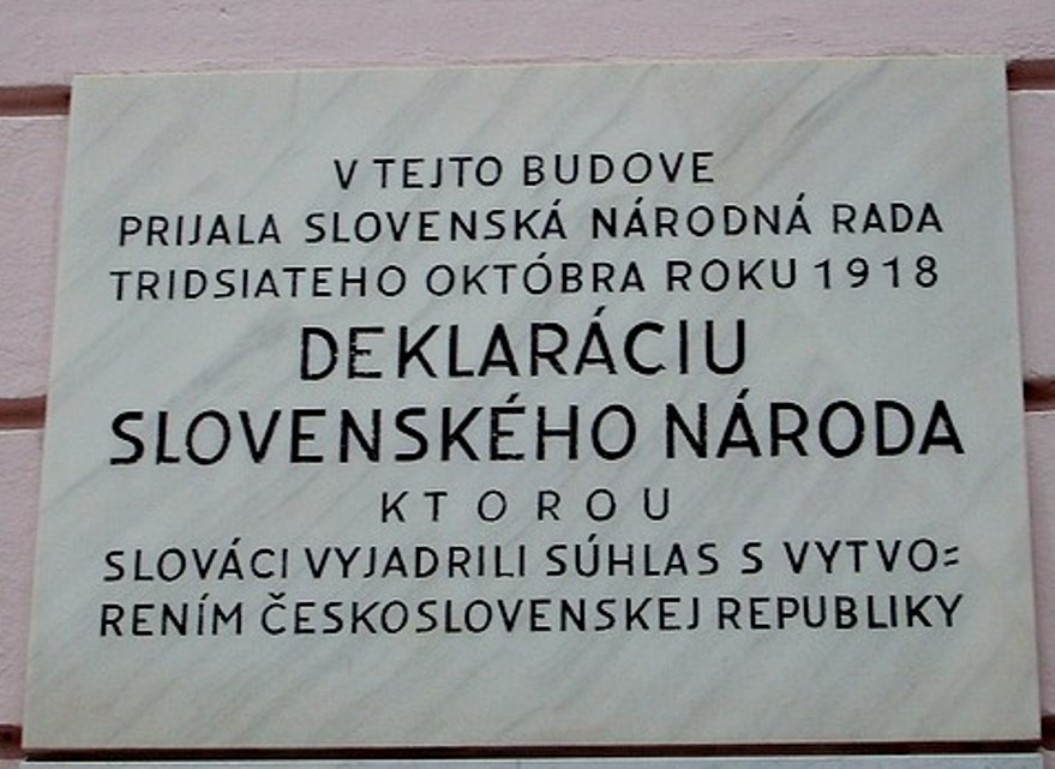 V TEJTO BUDOVE
PRIJALA SLOVENSKÁ NÁRODNÁ RADA
TRIDSIATEHO OKTÓBRA ROKU 1918
DEKLARÁCIU
SLOVENSKÉHO NÁRODA
KTOROU
SLOVÁCI VYJADRILI SÚHLAS S VYTVO=
RENÍM ČESKOSLOVENSKEJ REPUBLIKY